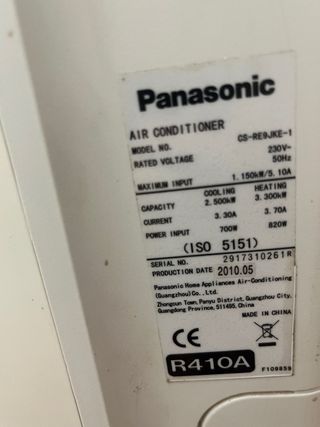 Panasonic
AIR CONDITIONER
MODEL NO. CS-RE9JKE-1
RATED VOLTAGE 230V~
50Hz
MAXIMUM INPUT 1.150kW/5.10A
COOLING HEATING
CAPACITY 2.500kW 3.300kW
CURRENT 3.30A 3.70A
POWER INPUT 700W 820W
(ISO 5151)
SERIAL NO. 2917310261R
PRODUCTION DATE 2010.05
Panasonic Home Appliances Air-Conditioning
(Guangzhou)Co., Ltd.
Zhongcun Town, Panyu District, Guangzhou City,
Guangdong Province, 511495, China
MADE IN CHINA
CE
R410A
F109859